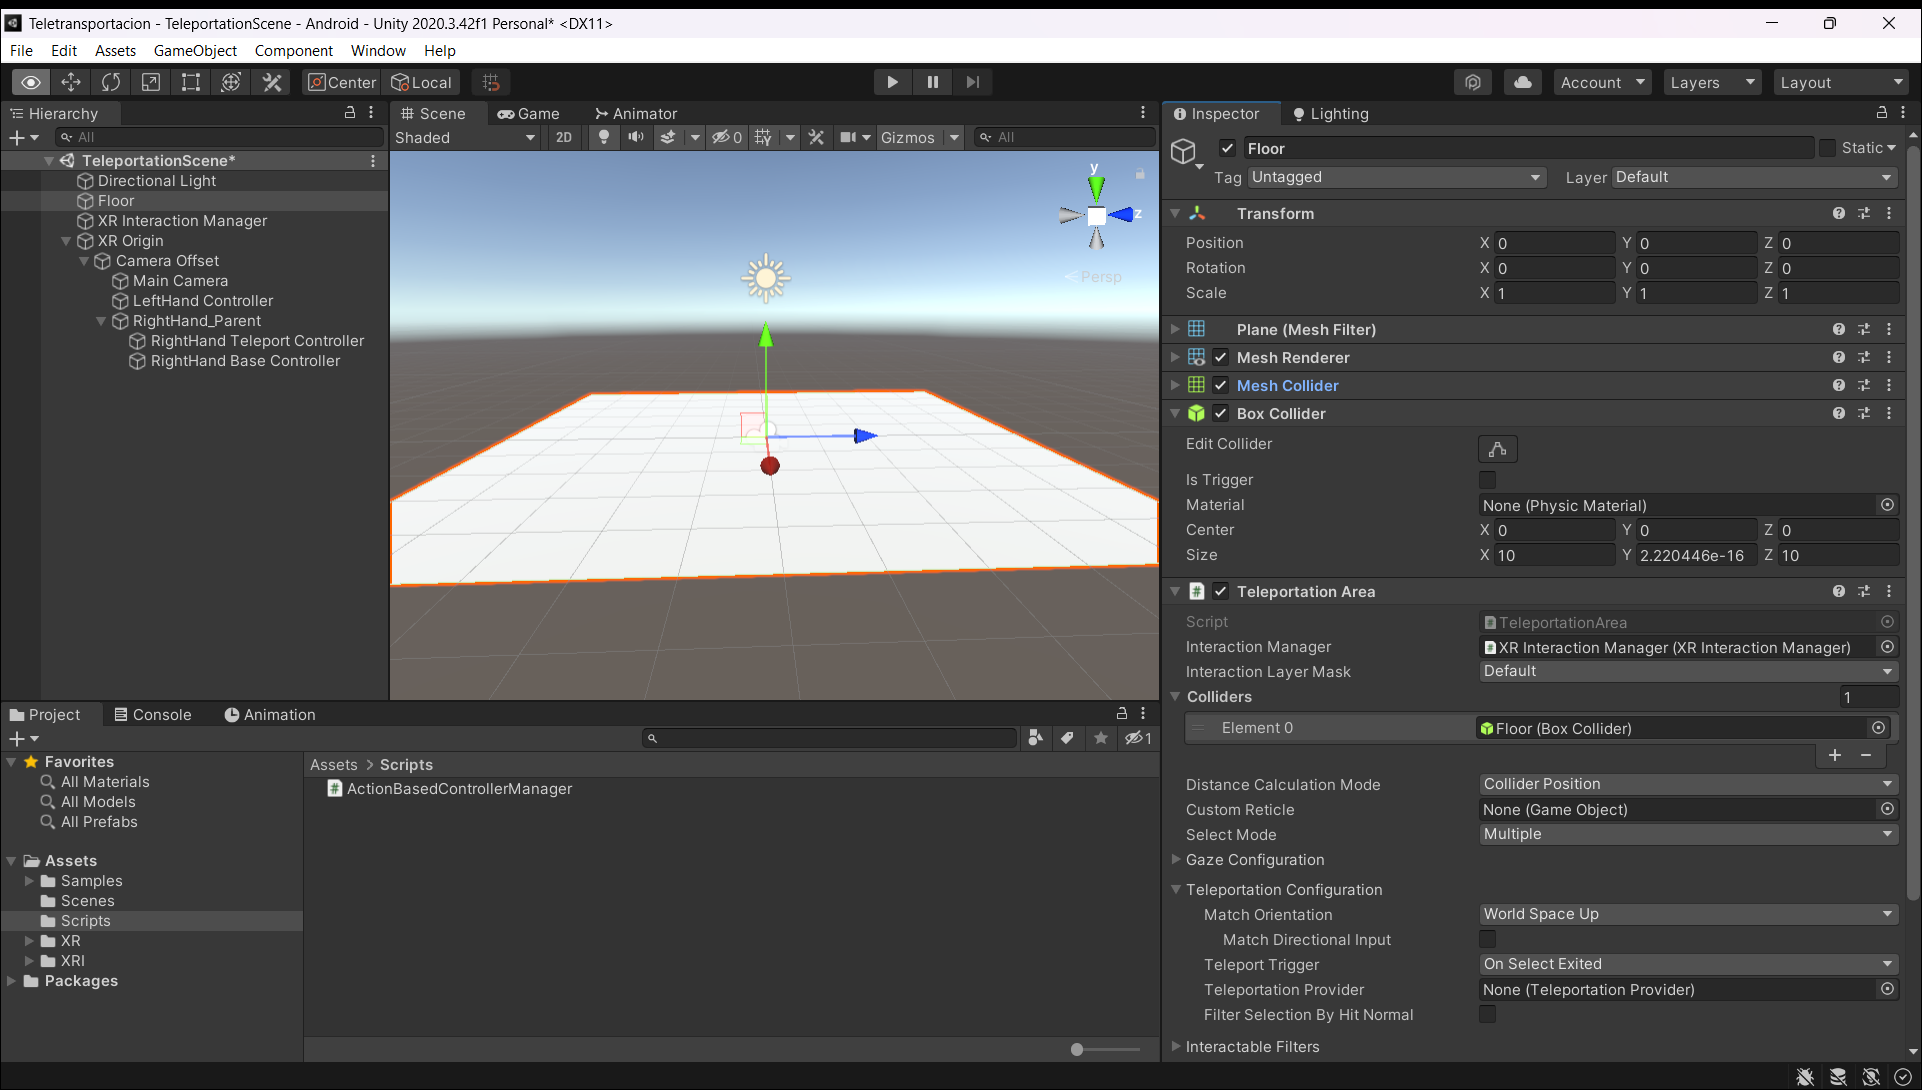 Teletransportacion - TeleportationScene - Android - Unity 2020.3.42f1 Personal* <DX11>
File Edit Assets GameObject Component Window Help
Center Local Account Layers Layout
Hierarchy
All
TeleportationScene*
Directional Light
Floor
XR Interaction Manager
XR Origin
Camera Offset
Main Camera
LeftHand Controller
RightHand_Parent
RightHand Teleport Controller
RightHand Base Controller
Scene Game Animator
Shaded 2D 0 Gizmos All
y
z
Persp
Inspector Lighting
Floor Static
Tag Untagged Layer Default
Transform
Position X 0 Y 0 Z 0
Rotation X 0 Y 0 Z 0
Scale X 1 Y 1 Z 1
Plane (Mesh Filter)
Mesh Renderer
Mesh Collider
Box Collider
Edit Collider
Is Trigger
Material None (Physic Material)
Center X 0 Y 0 Z 0
Size X 10 Y 2.220446e-16 Z 10
Teleportation Area
Script TeleportationArea
Interaction Manager XR Interaction Manager (XR Interaction Manager)
Interaction Layer Mask Default
Colliders 1
Element 0 Floor (Box Collider)
+ −
Distance Calculation Mode Collider Position
Custom Reticle None (Game Object)
Select Mode Multiple
Gaze Configuration
Teleportation Configuration
Match Orientation World Space Up
Match Directional Input
Teleport Trigger On Select Exited
Teleportation Provider None (Teleportation Provider)
Filter Selection By Hit Normal
Interactable Filters
Project Console Animation
1
Favorites
All Materials
All Models
All Prefabs
Assets
Samples
Scenes
Scripts
XR
XRI
Packages
Assets > Scripts
ActionBasedControllerManager